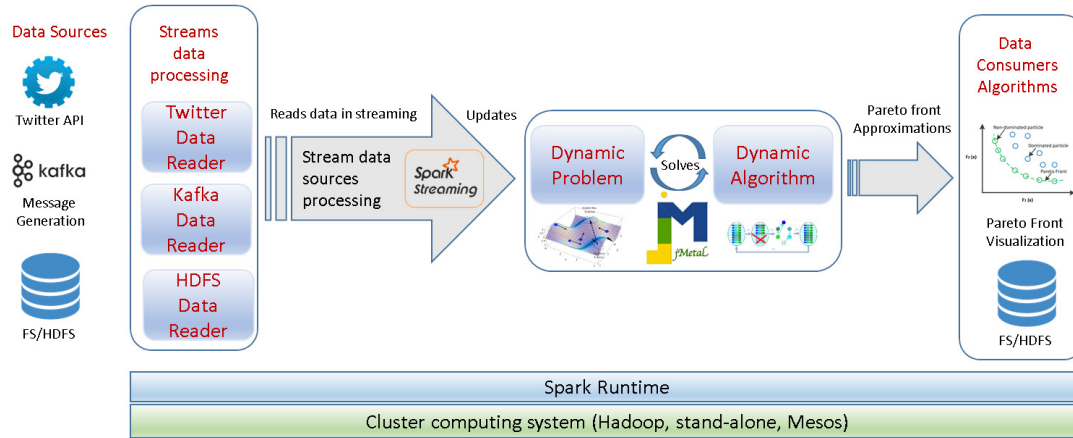 Data Sources
Twitter API
kafka
Message
Generation
FS/HDFS
Streams
data
processing
Twitter
Data
Reader
Kafka
Data
Reader
HDFS
Data
Reader
Reads data in streaming
Stream data
sources
processing
Spark
Streaming
Updates
Dynamic
Problem
Solves
Dynamic
Algorithm
jMetal
Pareto front
Approximations
Data
Consumers
Algorithms
Non-dominated particle
Dominated particle
Pareto Front
F₂ (x)
F₁ (x)
Pareto Front
Visualization
FS/HDFS
Spark Runtime
Cluster computing system (Hadoop, stand-alone, Mesos)